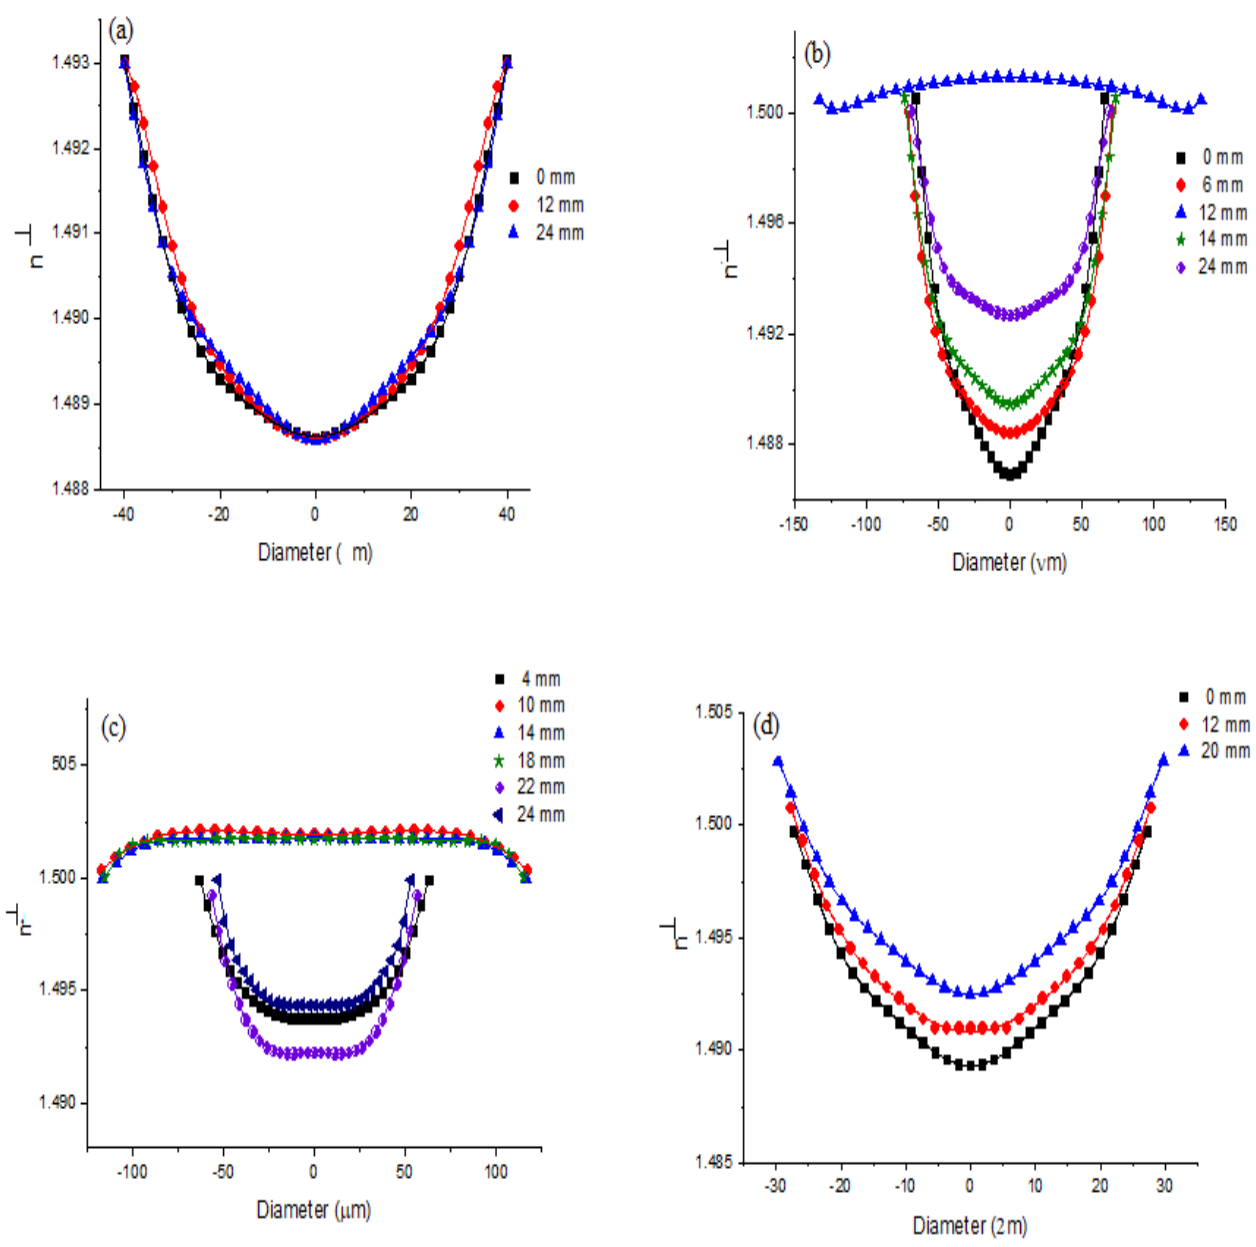 (a)
1.493
1.492
1.491
1.490
1.489
1.488
n⊥
-40
-20
0
20
40
Diameter ( m)
0 mm
12 mm
24 mm
(b)
1.500
1.496
1.492
1.488
n⊥
-150
-100
-50
0
50
100
150
Diameter (vm)
0 mm
6 mm
12 mm
14 mm
24 mm
(c)
505
1.500
1.495
1.490
n⊥
-100
-50
0
50
100
Diameter (μm)
4 mm
10 mm
14 mm
18 mm
22 mm
24 mm
(d)
1.505
1.500
1.495
1.490
1.485
n⊥
-30
-20
-10
0
10
20
30
Diameter (2m)
0 mm
12 mm
20 mm